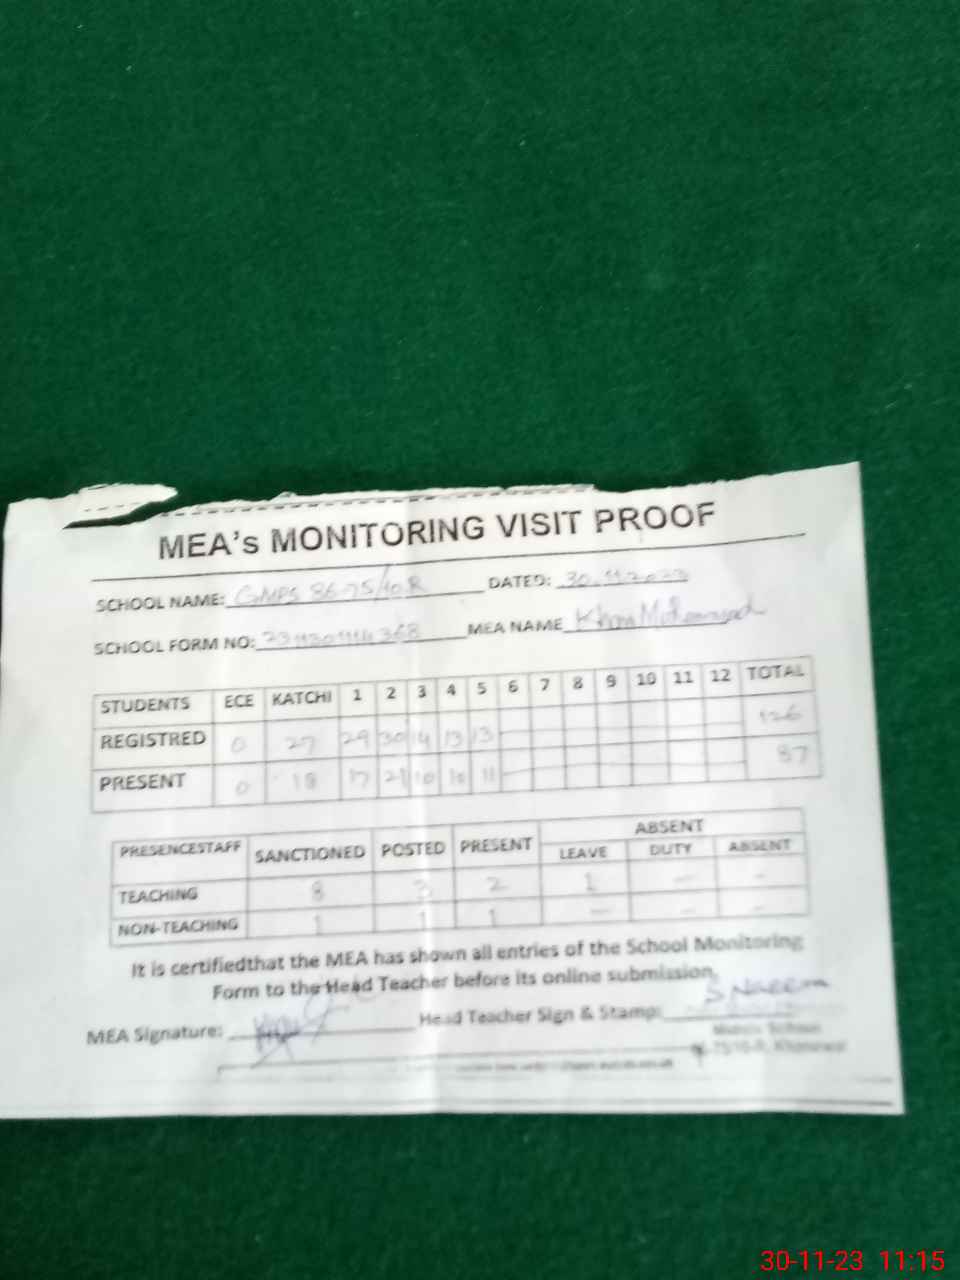 MEA's MONITORING VISIT PROOF
SCHOOL NAME: GMPS 86-75/10R DATED: 30.11.2023
SCHOOL FORM NO: MEA NAME Khan Muhammad
STUDENTS ECE KATCHI 1 2 3 4 5 6 7 8 9 10 11 12 TOTAL
REGISTRED 0 27 29 30 14 13 13 126
PRESENT 0 18 17 21 10 10 11 87
ABSENT
PRESENCESTAFF SANCTIONED POSTED PRESENT LEAVE DUTY ABSENT
TEACHING 8 3 2 1 - -
NON-TEACHING 1 1 1 - - -
It is certifiedthat the MEA has shown all entries of the School Monitoring
Form to the Head Teacher before its online submission.
MEA Signature: Head Teacher Sign & Stamp: S Naeem
30-11-23 11:15